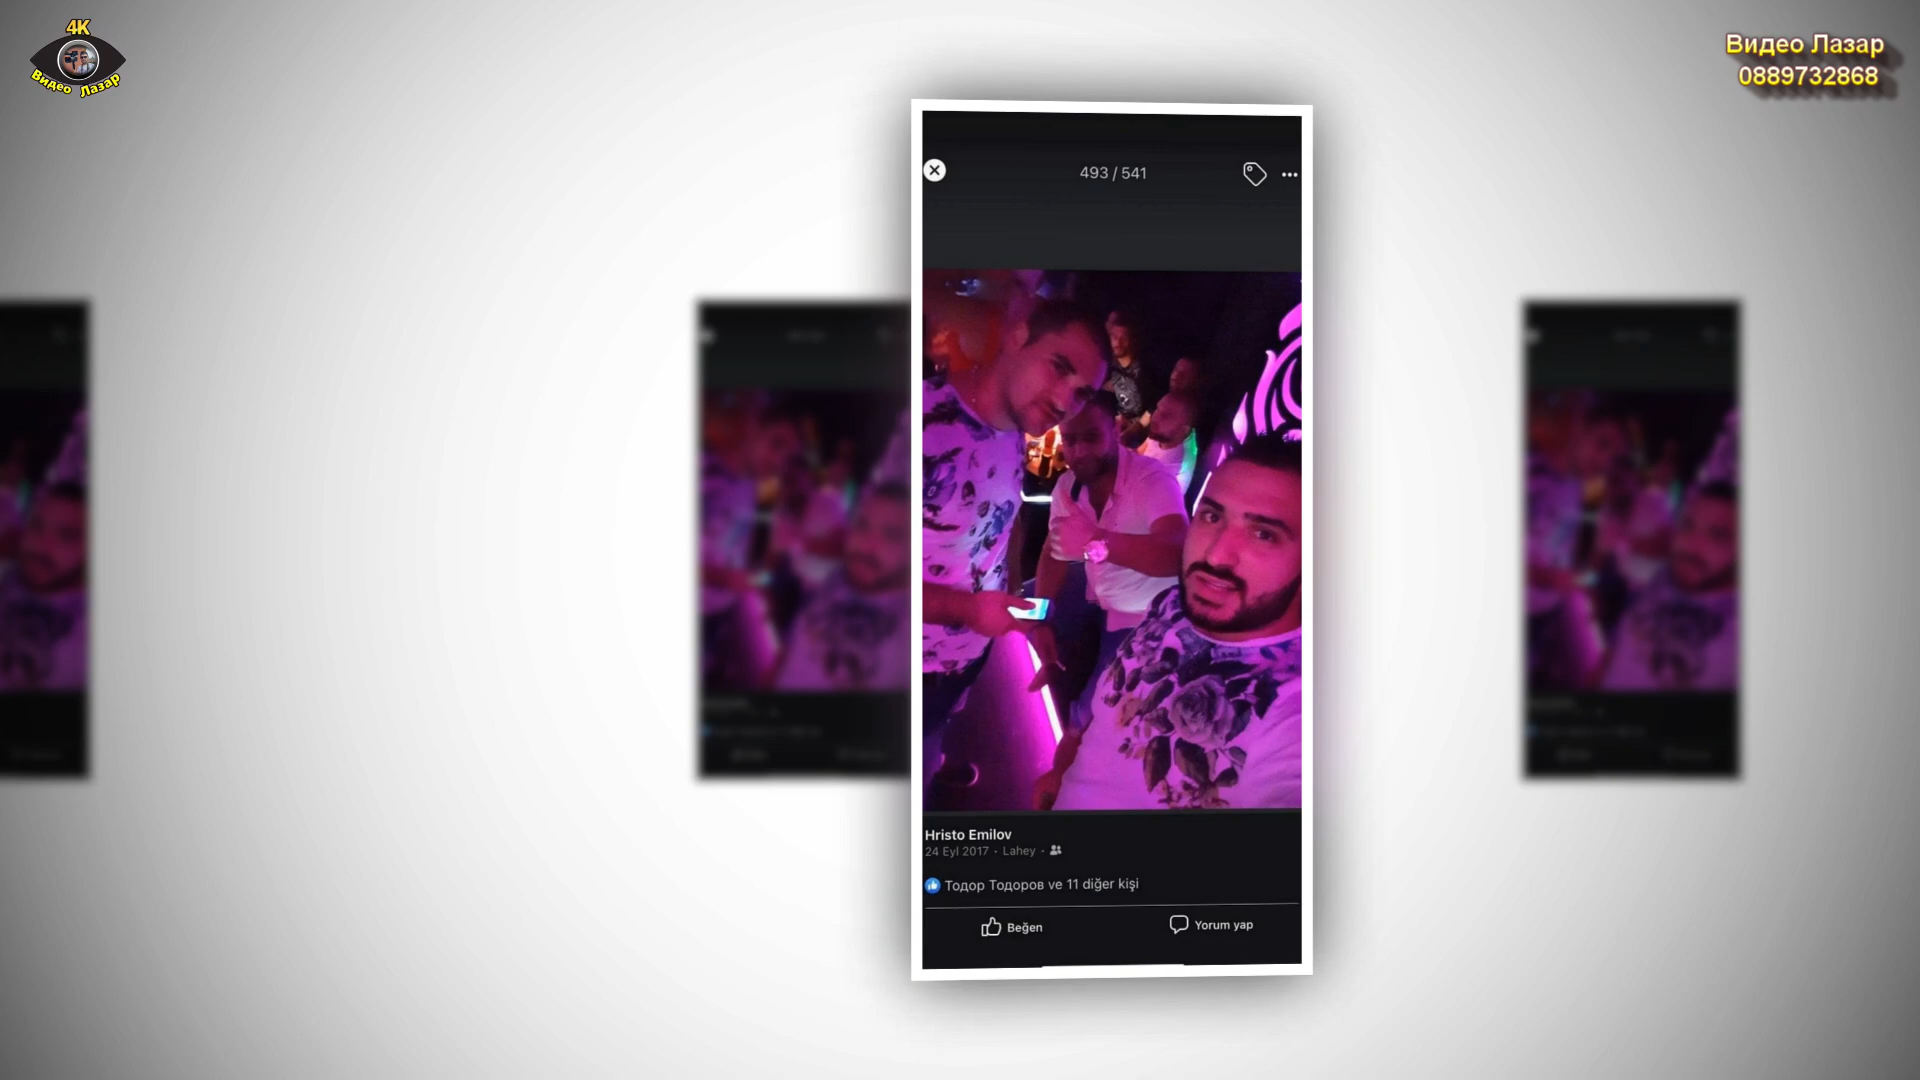 4K
Видео Лазар
Видео Лазар
0889732868
493 / 541
Hristo Emilov
24 Eyl 2017 · Lahey ·
Тодор Тодоров ve 11 diğer kişi
Beğen
Yorum yap